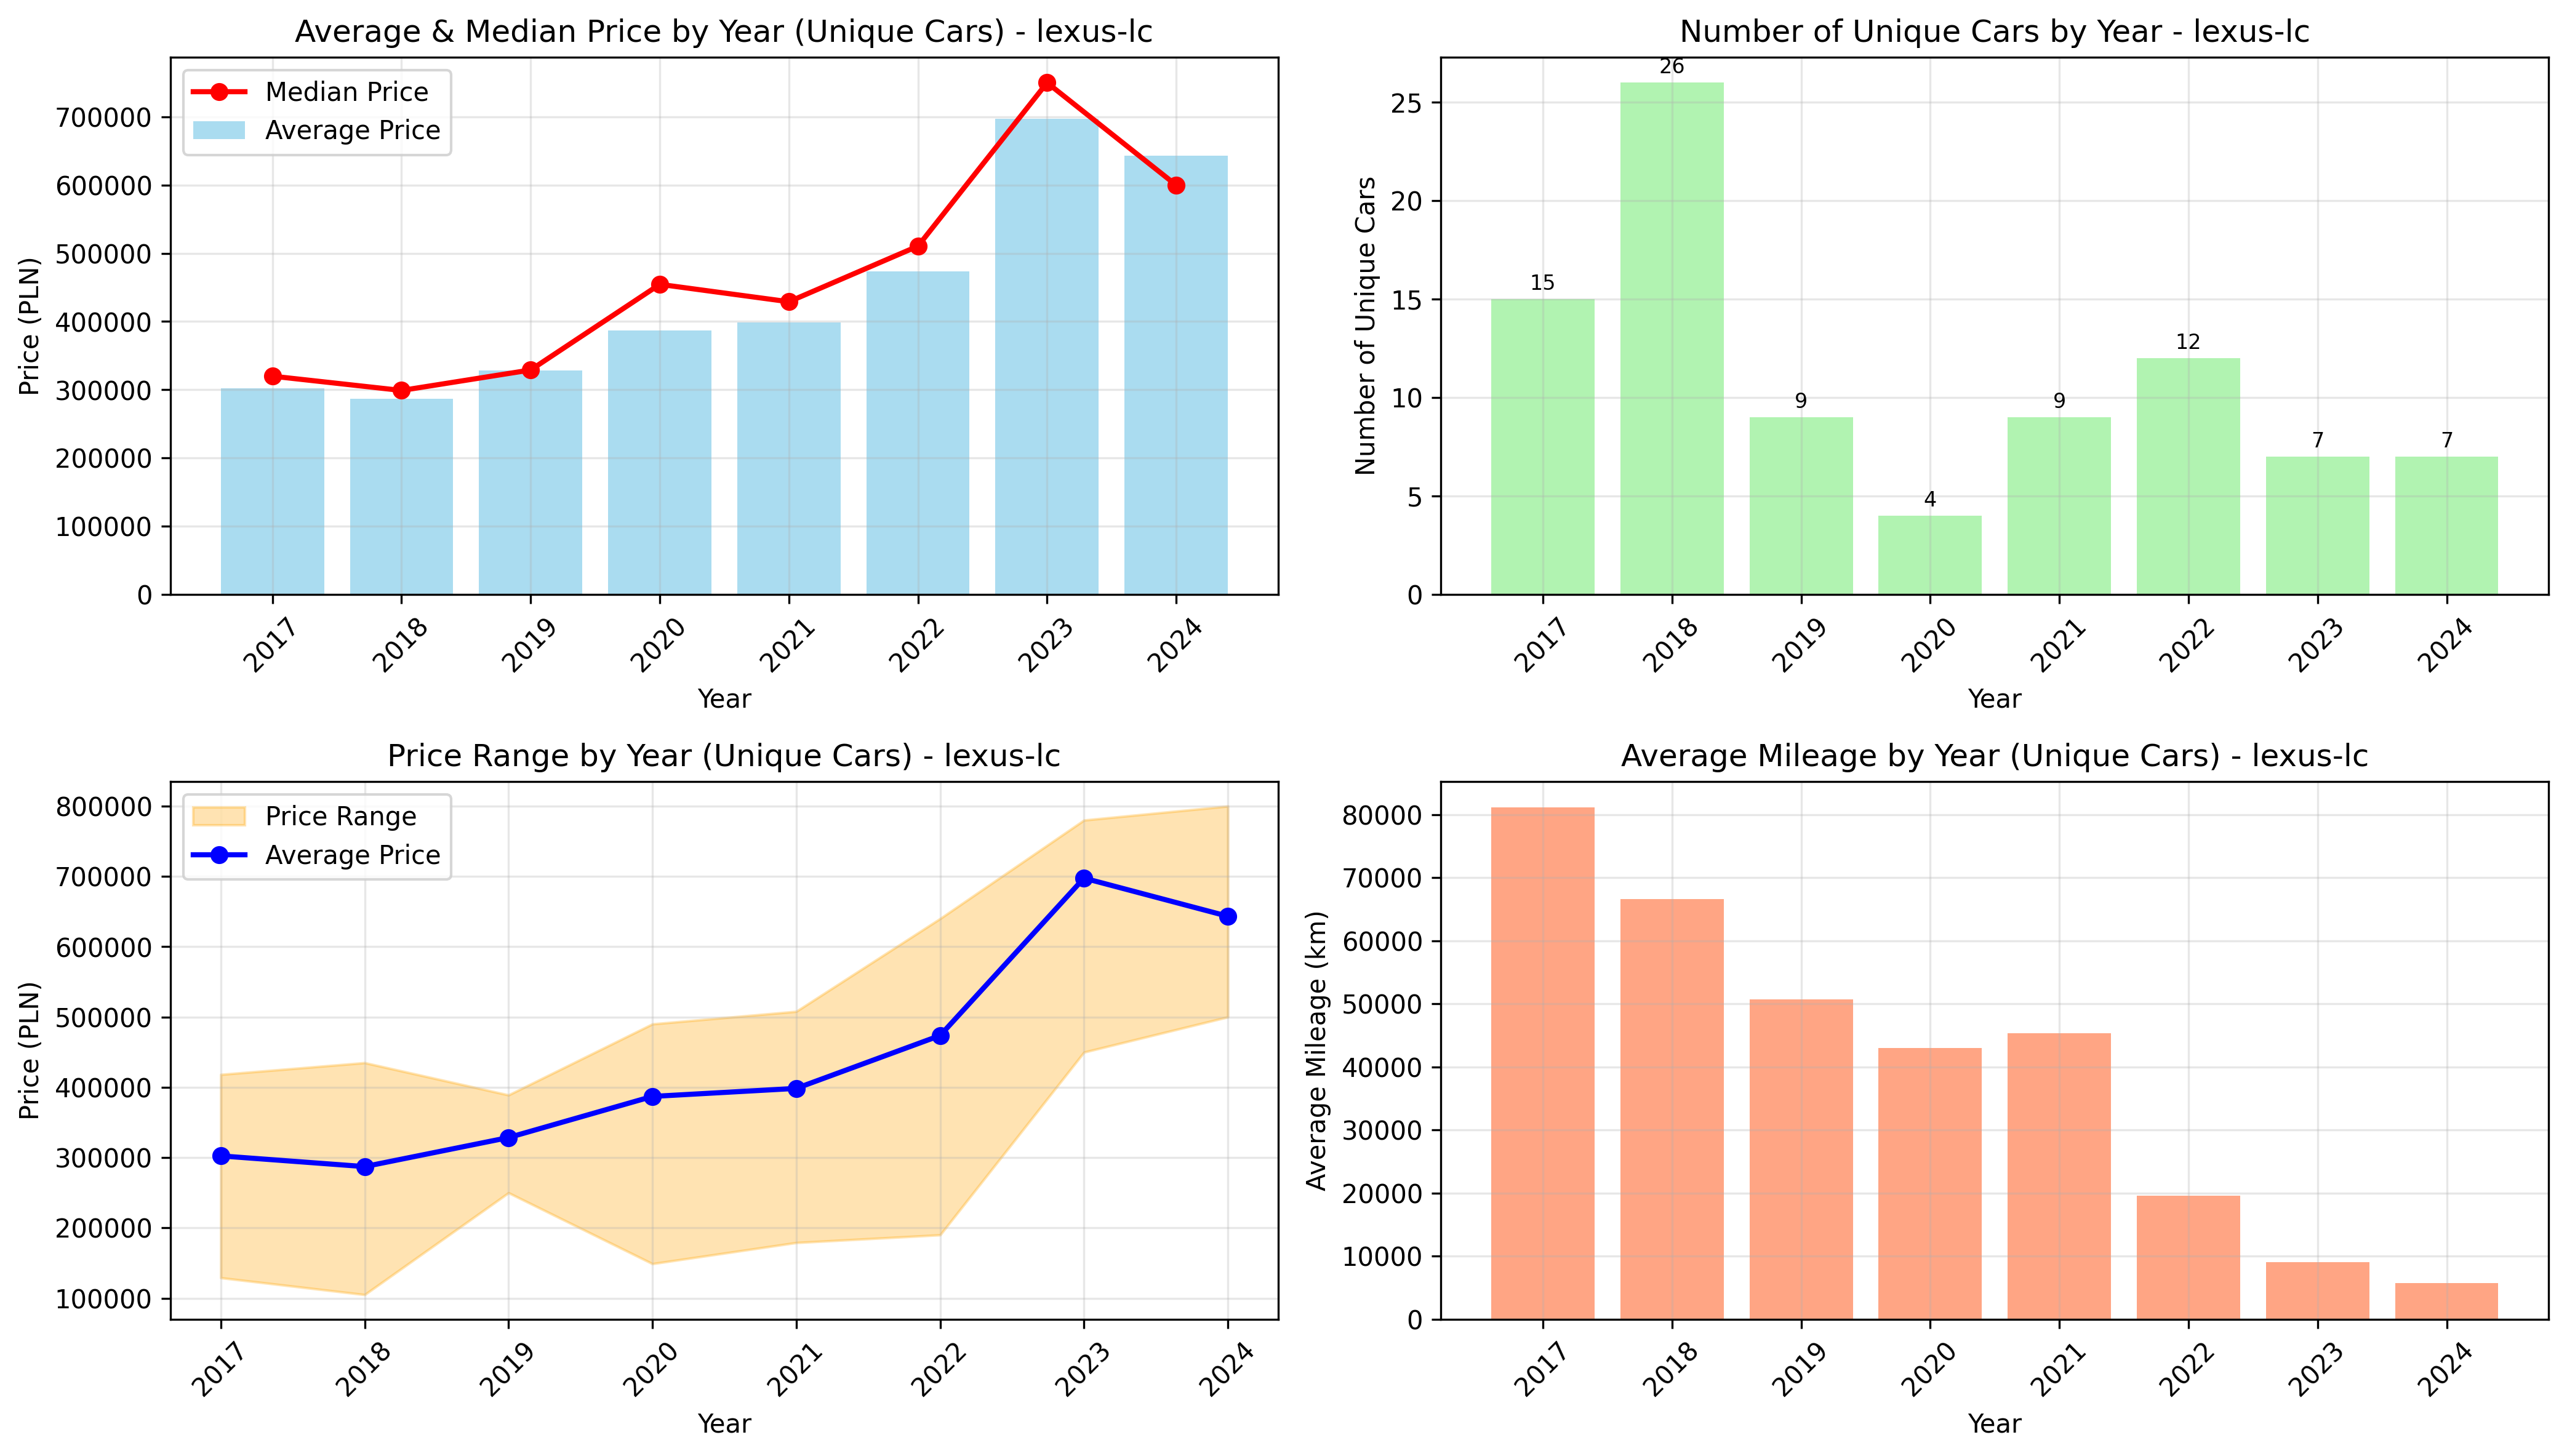 Average & Median Price by Year (Unique Cars) - lexus-lc
Median Price
Average Price
Price (PLN)
700000
600000
500000
400000
300000
200000
100000
0
2017 2018 2019 2020 2021 2022 2023 2024
Year
Number of Unique Cars by Year - lexus-lc
Number of Unique Cars
25
20
15
10
5
0
15 26 9 4 9 12 7 7
2017 2018 2019 2020 2021 2022 2023 2024
Year
Price Range by Year (Unique Cars) - lexus-lc
Price Range
Average Price
Price (PLN)
800000
700000
600000
500000
400000
300000
200000
100000
2017 2018 2019 2020 2021 2022 2023 2024
Year
Average Mileage by Year (Unique Cars) - lexus-lc
Average Mileage (km)
80000
70000
60000
50000
40000
30000
20000
10000
0
2017 2018 2019 2020 2021 2022 2023 2024
Year